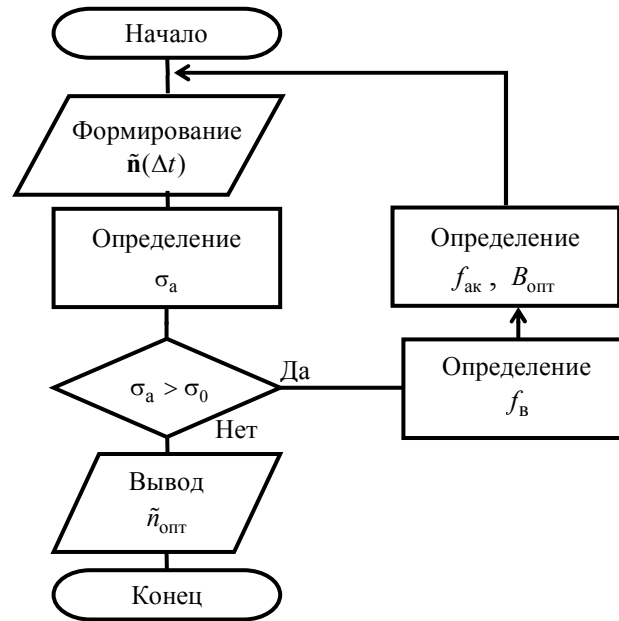 Начало
Формирование
ñ(Δt)
Определение
σа
σа > σ0
Да
Нет
Вывод
ñопт
Конец
Определение
fак , Bопт
Определение
fв